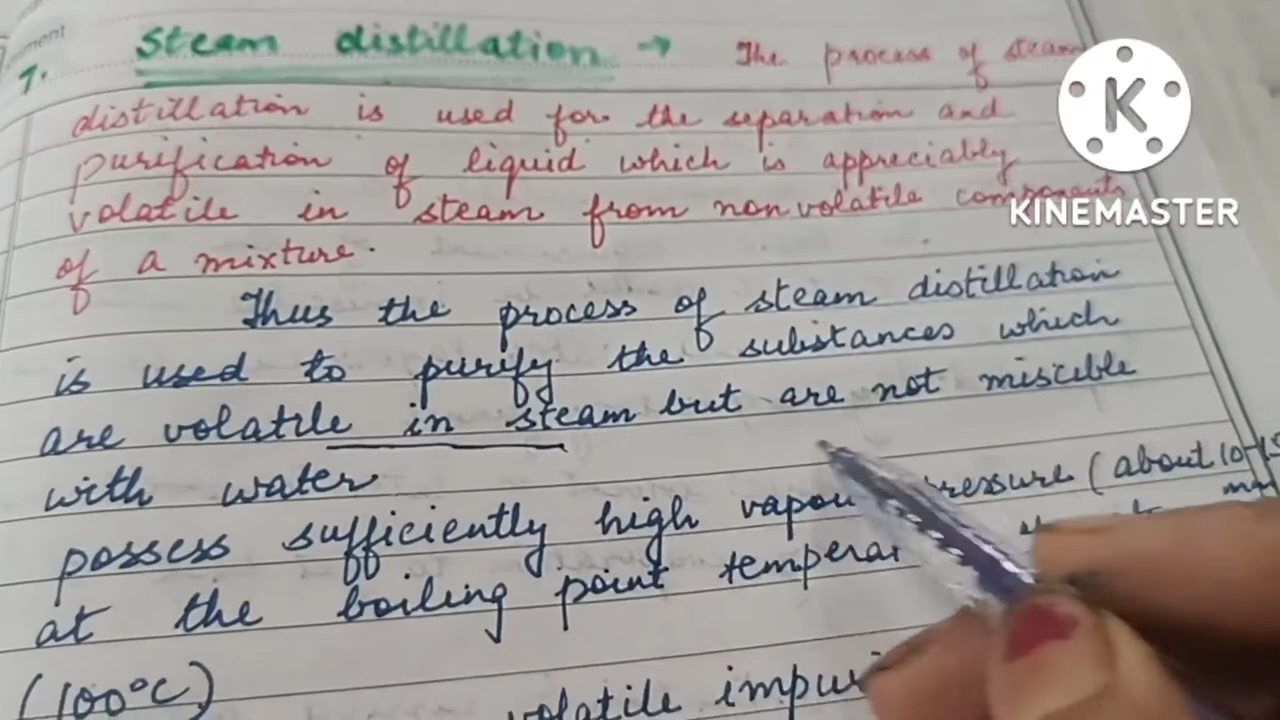 7. Steam distillation → The process of steam
distillation is used for the separation and
purification of liquid which is appreciably
volatile in steam from non volatile components
of a mixture.
Thus the process of steam distillation
is used to purify the substances which
are volatile in steam but are not miscible
with water
possess sufficiently high vapour pressure (about 10-15
mm
at the boiling point
(100°C)
volatile
K
KINEMASTER